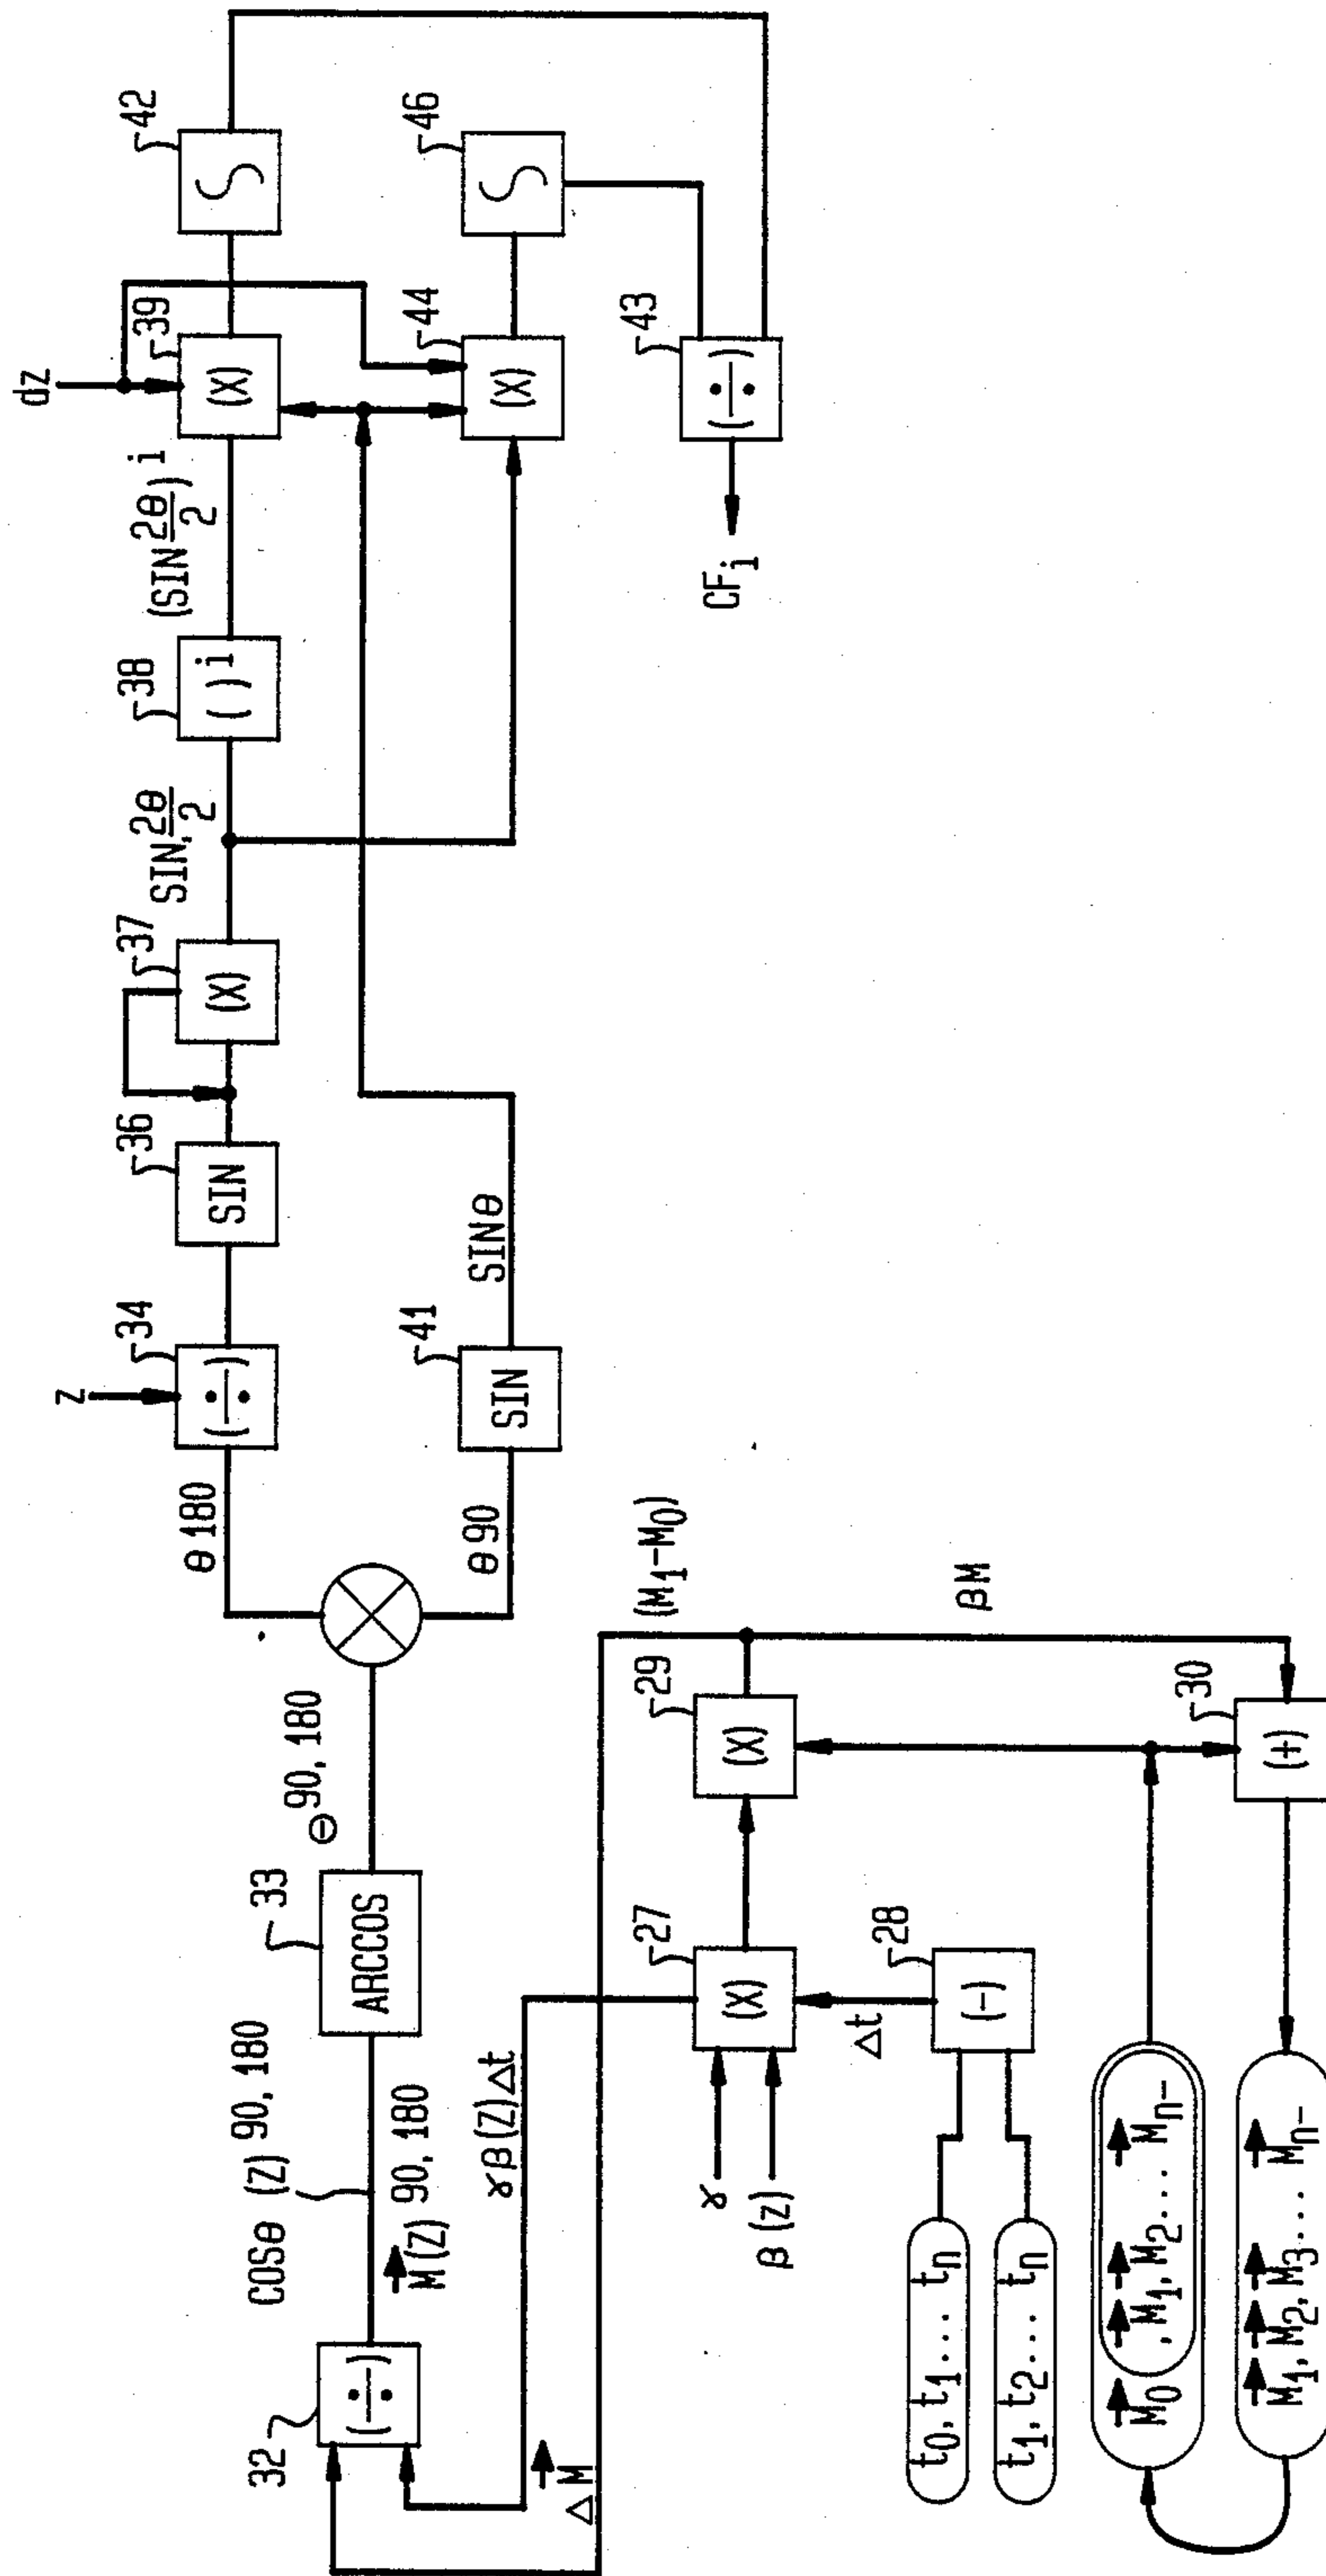 dZ
42
46
39
(X)
44
(X)
43
(÷)
CF_i
(SIN 2θ/2)^i
38
( )^i
SIN, 2θ/2
37
(X)
36
SIN
Z
34
(÷)
41
SIN
SINθ
θ 180
θ 90
Θ 90, 180
33
ARCCOS
COSθ (Z) 90, 180
M(Z) 90, 180
32
(÷)
(M₁-M₀)
βM
29
(X)
30
(+)
27
(X)
γβ(Z)Δt
28
(-)
Δt
γ
β(Z)
ΔM
t₀, t₁... tₙ
t₁, t₂... tₙ
M₀, M₁, M₂... Mₙ-
M₁, M₂, M₃... Mₙ-